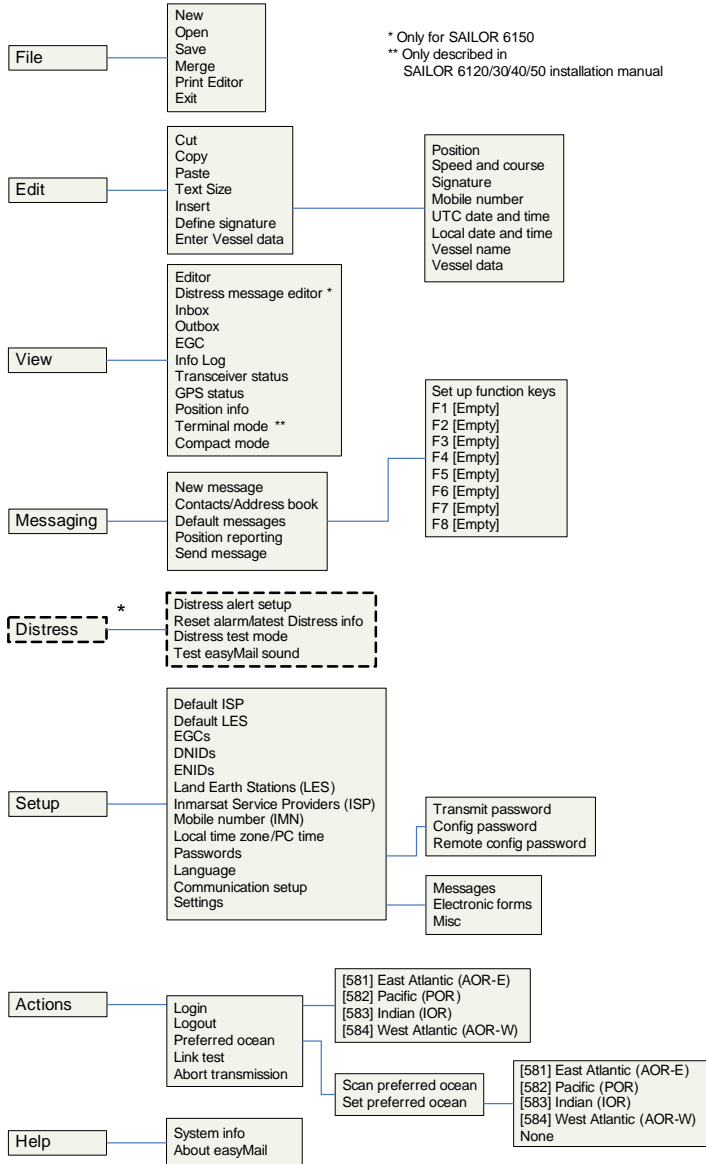 * Only for SAILOR 6150
** Only described in
SAILOR 6120/30/40/50 installation manual
File
New
Open
Save
Merge
Print Editor
Exit
Edit
Cut
Copy
Paste
Text Size
Insert
Define signature
Enter Vessel data
Position
Speed and course
Signature
Mobile number
UTC date and time
Local date and time
Vessel name
Vessel data
View
Editor
Distress message editor *
Inbox
Outbox
EGC
Info Log
Transceiver status
GPS status
Position info
Terminal mode **
Compact mode
Messaging
New message
Contacts/Address book
Default messages
Position reporting
Send message
Set up function keys
F1 [Empty]
F2 [Empty]
F3 [Empty]
F4 [Empty]
F5 [Empty]
F6 [Empty]
F7 [Empty]
F8 [Empty]
Distress
*
Distress alert setup
Reset alarm/latest Distress info
Distress test mode
Test easyMail sound
Setup
Default ISP
Default LES
EGCs
DNIDs
ENIDs
Land Earth Stations (LES)
Inmarsat Service Providers (ISP)
Mobile number (IMN)
Local time zone/PC time
Passwords
Language
Communication setup
Settings
Transmit password
Config password
Remote config password
Messages
Electronic forms
Misc
Actions
Login
Logout
Preferred ocean
Link test
Abort transmission
[581] East Atlantic (AOR-E)
[582] Pacific (POR)
[583] Indian (IOR)
[584] West Atlantic (AOR-W)
Scan preferred ocean
Set preferred ocean
[581] East Atlantic (AOR-E)
[582] Pacific (POR)
[583] Indian (IOR)
[584] West Atlantic (AOR-W)
None
Help
System info
About easyMail